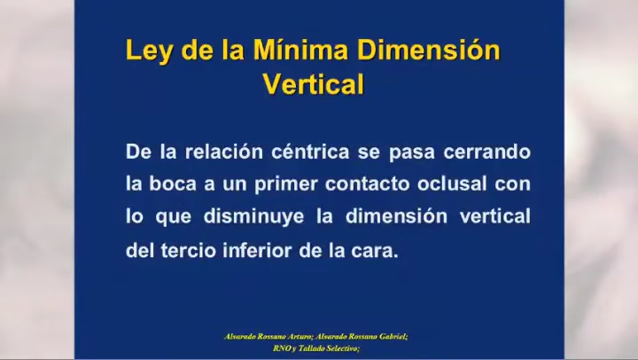 Ley de la Mínima Dimensión
Vertical
De la relación céntrica se pasa cerrando
la boca a un primer contacto oclusal con
lo que disminuye la dimensión vertical
del tercio inferior de la cara.
Alvarado Rossano Arturo; Alvarado Rossano Gabriel;
RNO y Tallado Selectivo;